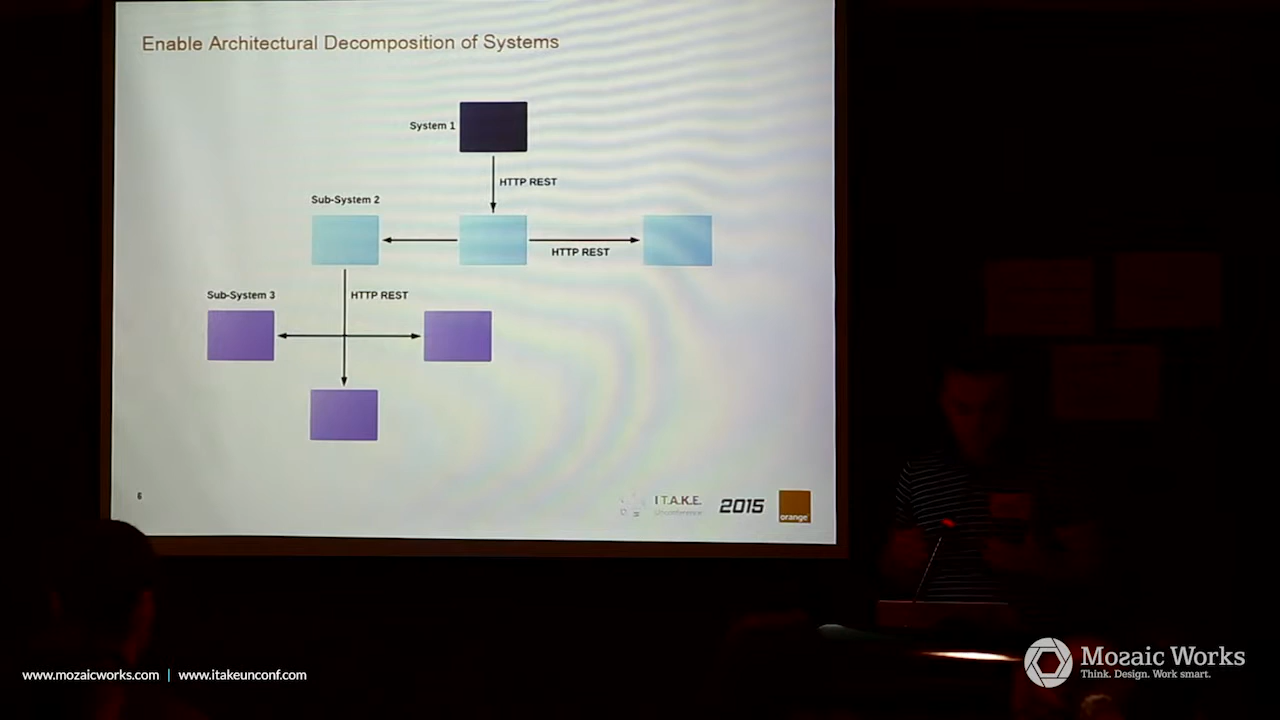 Enable Architectural Decomposition of Systems
System 1
HTTP REST
Sub-System 2
HTTP REST
Sub-System 3
HTTP REST
6
I T.A.K.E.
Unconference
2015
orange
www.mozaicworks.com | www.itakeunconf.com
Mozaic Works
Think. Design. Work smart.